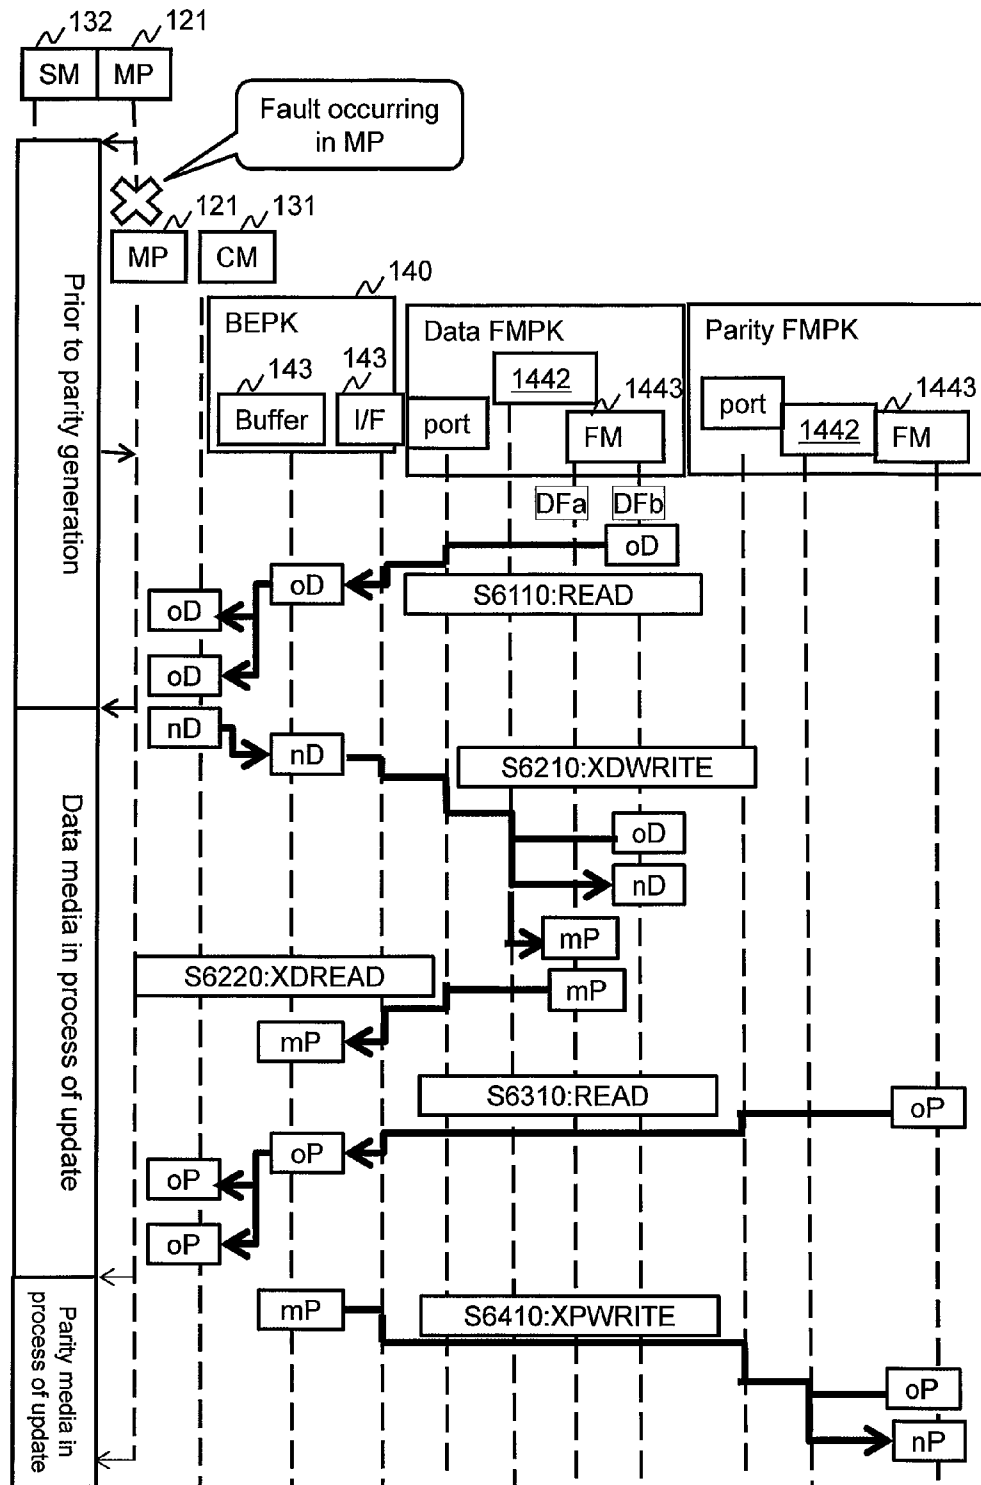 132
121
SM
MP
Fault occurring
in MP
121
131
MP
CM
140
BEPK
Data FMPK
Parity FMPK
143
143
1442
1443
1443
Buffer
I/F
port
FM
port
1442
FM
Prior to parity generation
DFa
DFb
oD
oD
S6110:READ
oD
oD
nD
nD
S6210:XDWRITE
oD
nD
mP
Data media in process of update
S6220:XDREAD
mP
mP
S6310:READ
oP
oP
oP
oP
mP
S6410:XPWRITE
Parity media in
process of update
oP
nP